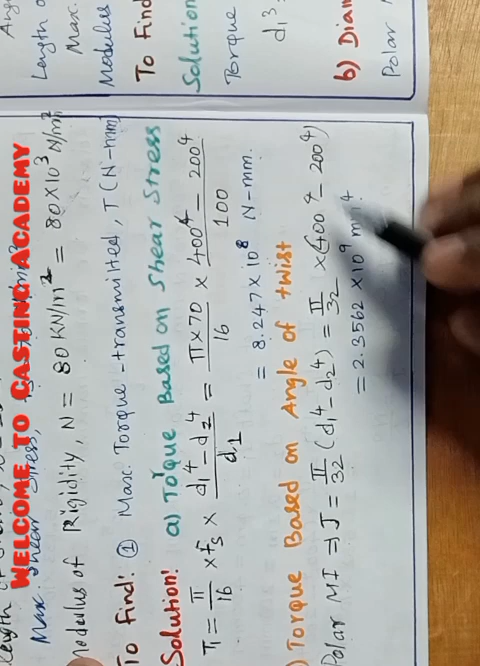 WELCOME TO CASTING ACADEMY
Max. Shear Stress,
Modulus of Rigidity, N = 80 KN/m² = 80 X 10³ N/m²
To Find: ① Max. Torque -transmitted, T (N-mm)
Solution: a) Torque Based on Shear Stress
T1 = π/16 × fs × (d1⁴ - d2⁴)/d1 = (π×70)/16 × (400⁴ - 200⁴)/100
= 8.247×10⁸ N-mm.
) Torque Based on Angle of twist
Polar MI ⇒ J = π/32 (d1⁴ - d2⁴) = π/32 × (400⁴ - 200⁴)
= 2.3562 ×10⁹ mm⁴
Length o
Max.
Modulus
To Find
Solution
Torque
d1³
b) Diam
Polar